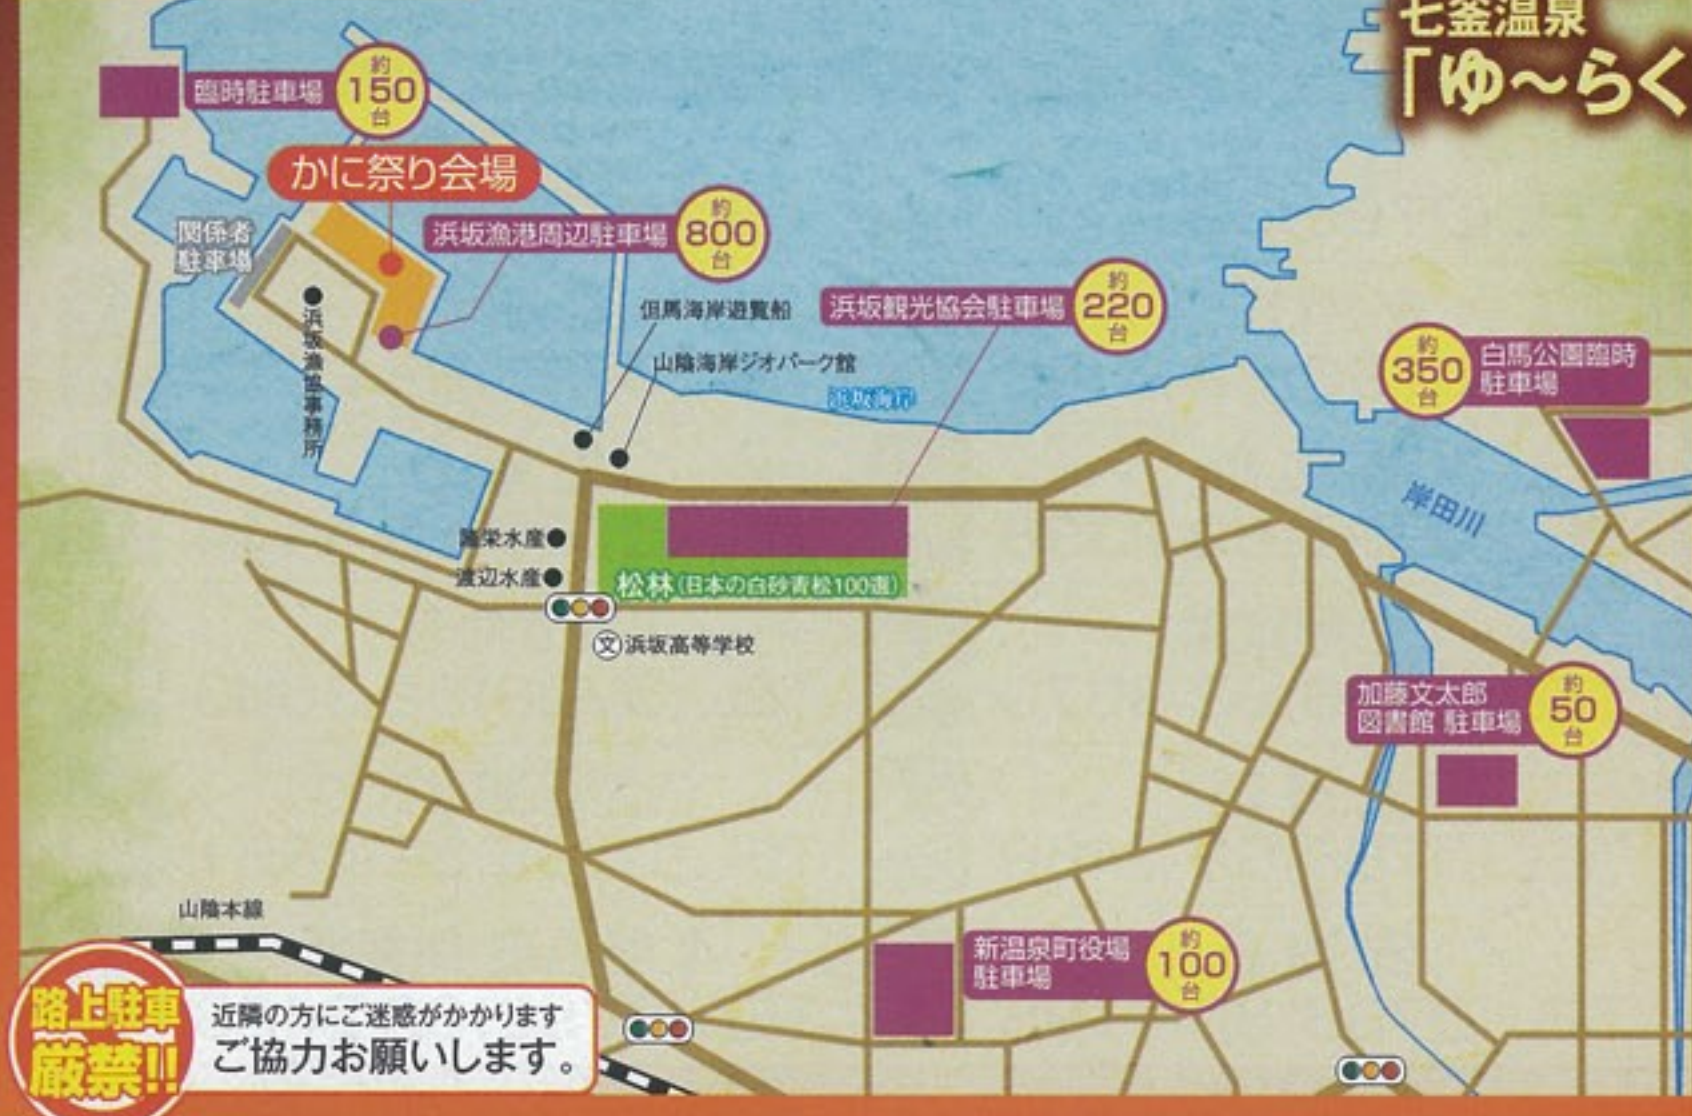 七釜温泉
「ゆ〜らく
臨時駐車場
約
150
台
かに祭り会場
関係者
駐車場
浜坂漁港周辺駐車場
約
800
台
浜坂漁協事務所
但馬海岸遊覧船
山陰海岸ジオパーク館
浜坂観光協会駐車場
約
220
台
浜坂海岸
約
350
台
白馬公園臨時
駐車場
岸田川
栄水産
渡辺水産
松林(日本の白砂青松100選)
文 浜坂高等学校
加藤文太郎
図書館 駐車場
約
50
台
山陰本線
新温泉町役場
駐車場
約
100
台
路上駐車
厳禁!!
近隣の方にご迷惑がかかります
ご協力お願いします。